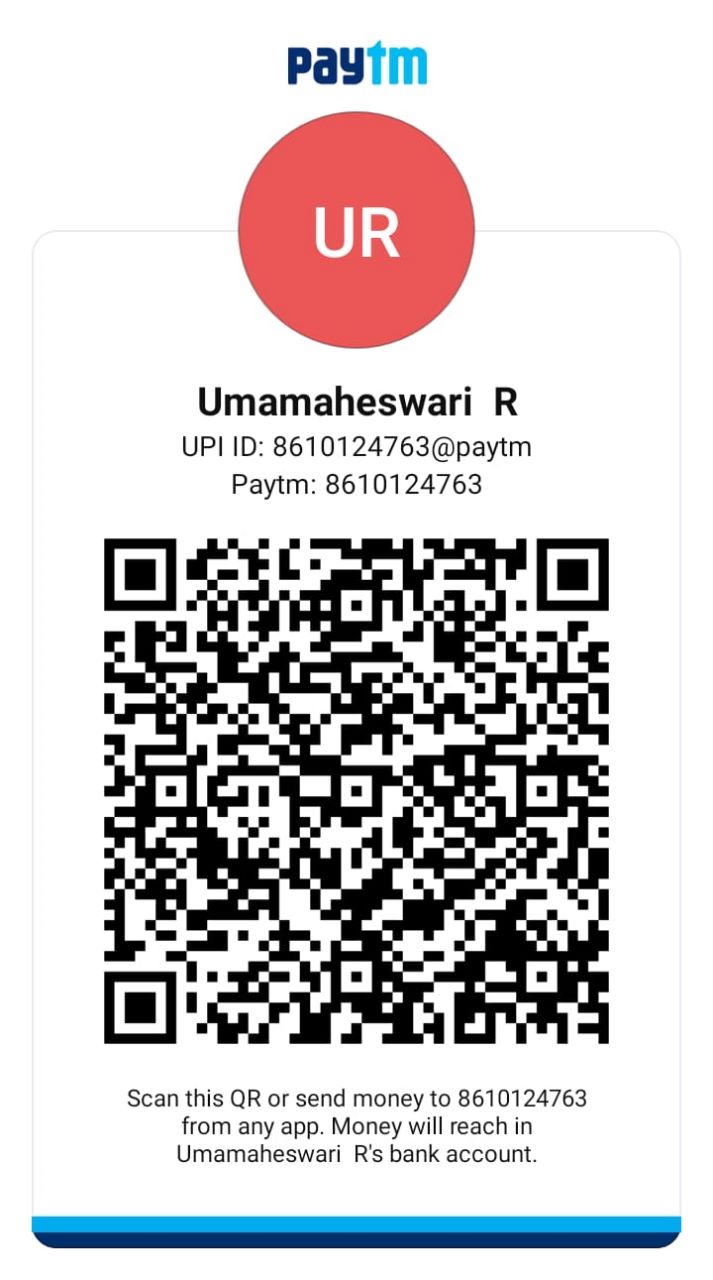 paytm
UR
Umamaheswari R
UPI ID: 8610124763@paytm
Paytm: 8610124763
Scan this QR or send money to 8610124763
from any app. Money will reach in
Umamaheswari R's bank account.